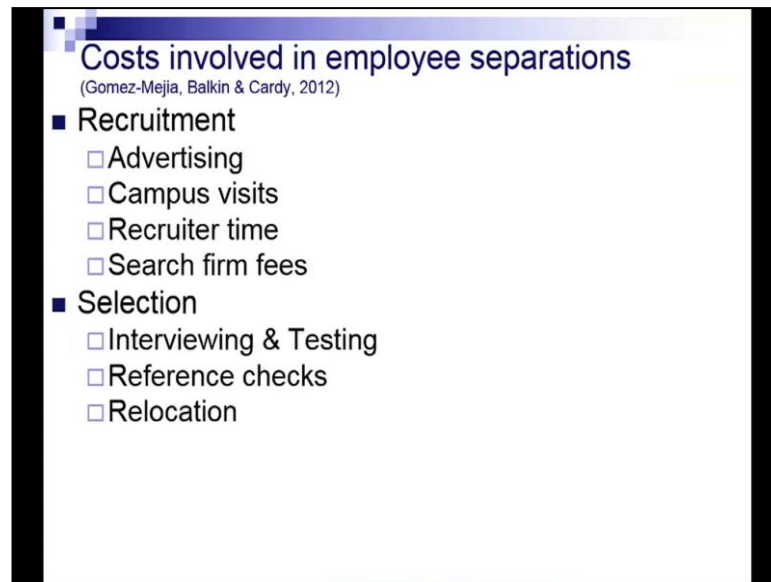 Costs involved in employee separations
(Gomez-Mejia, Balkin & Cardy, 2012)
Recruitment
Advertising
Campus visits
Recruiter time
Search firm fees
Selection
Interviewing & Testing
Reference checks
Relocation